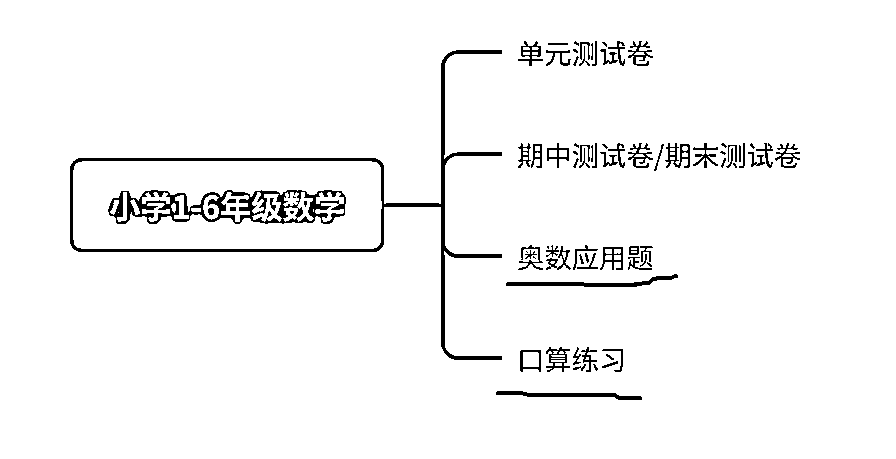 小学1-6年级数学
单元测试卷
期中测试卷/期末测试卷
奥数应用题
口算练习